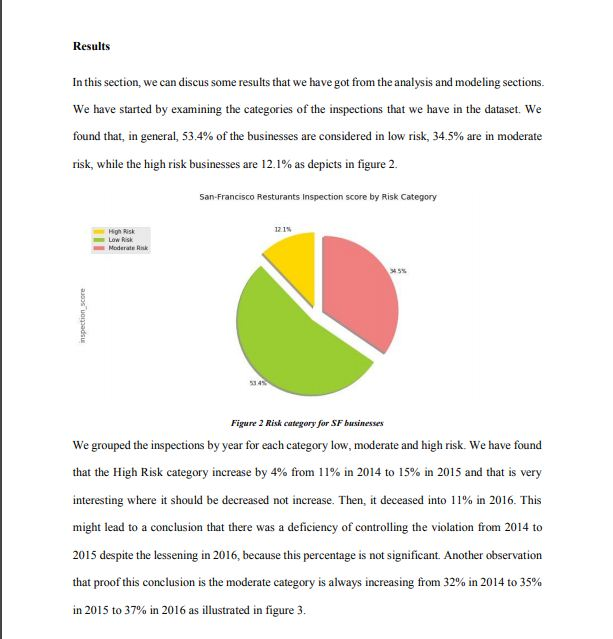 Results
In this section, we can discus some results that we have got from the analysis and modeling sections.
We have started by examining the categories of the inspections that we have in the dataset. We
found that, in general, 53.4% of the businesses are considered in low risk, 34.5% are in moderate
risk, while the high risk businesses are 12.1% as depicts in figure 2.
San-Francisco Resturants Inspection score by Risk Category
High Risk
Low Risk
Moderate Risk
12.1%
34.5%
inspection_score
53.4%
Figure 2 Risk category for SF businesses
We grouped the inspections by year for each category low, moderate and high risk. We have found
that the High Risk category increase by 4% from 11% in 2014 to 15% in 2015 and that is very
interesting where it should be decreased not increase. Then, it deceased into 11% in 2016. This
might lead to a conclusion that there was a deficiency of controlling the violation from 2014 to
2015 despite the lessening in 2016, because this percentage is not significant. Another observation
that proof this conclusion is the moderate category is always increasing from 32% in 2014 to 35%
in 2015 to 37% in 2016 as illustrated in figure 3.